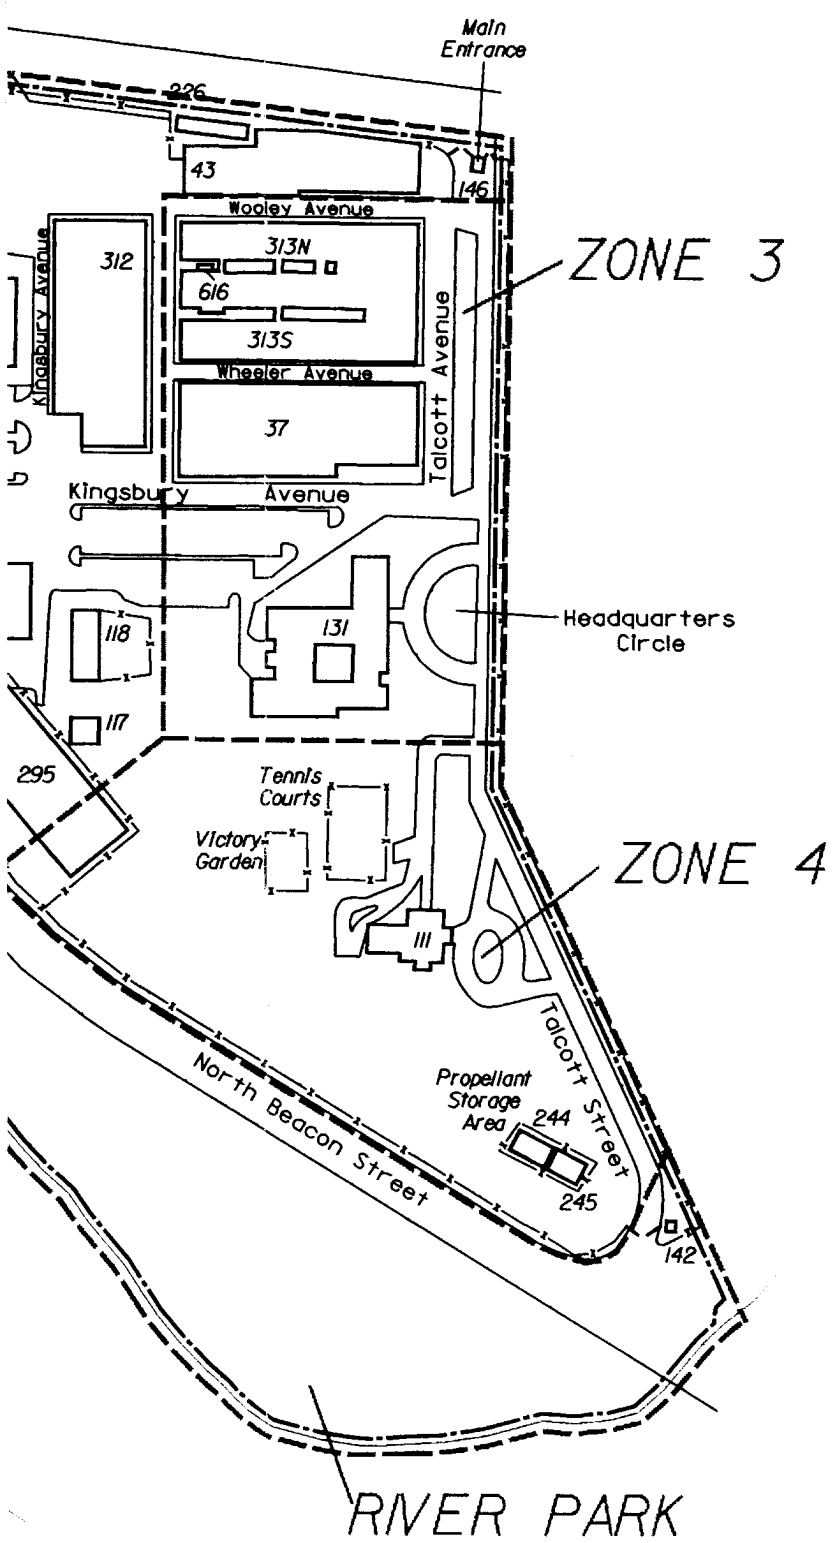 Main
Entrance
226
43
146
Wooley Avenue
Kingsbury Avenue
312
313N
ZONE 3
616
Talcott Avenue
313S
Wheeler Avenue
37
Kingsbury Avenue
118
131
Headquarters
Circle
117
295
Tennis
Courts
Victory
Garden
ZONE 4
111
Talcott Street
North Beacon Street
Propellant
Storage
Area
244
245
142
RIVER PARK